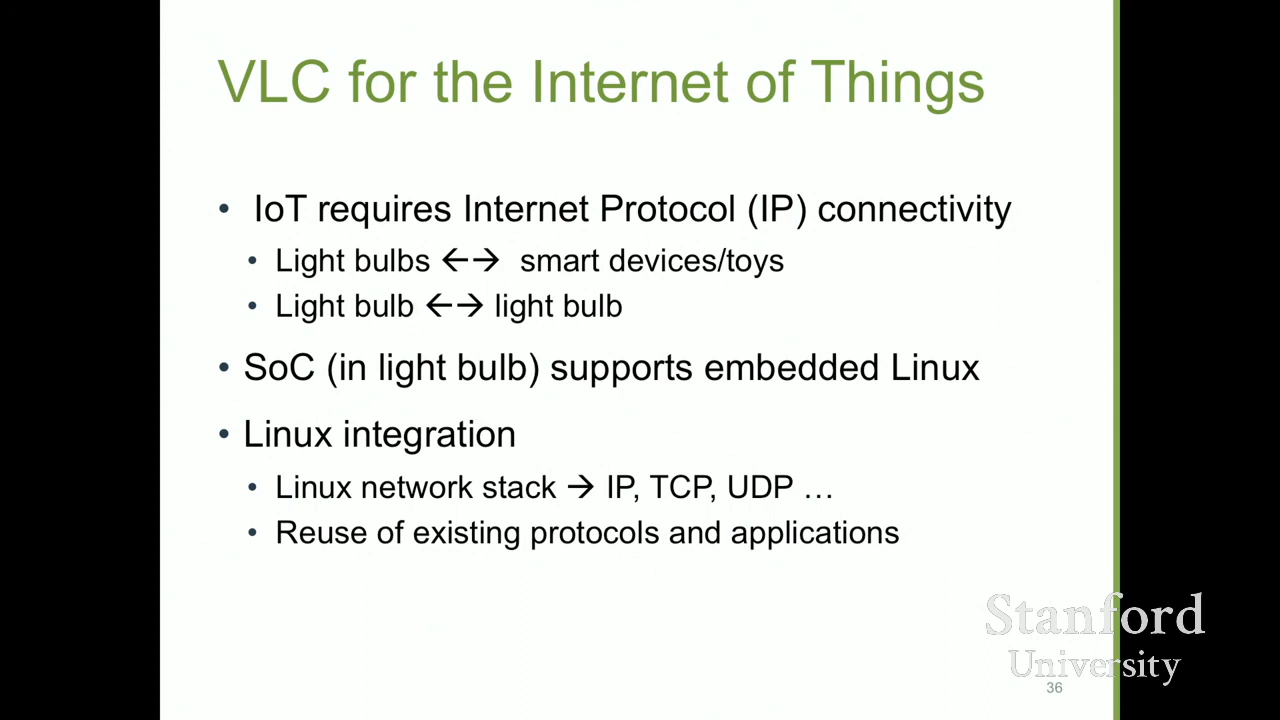 VLC for the Internet of Things
• IoT requires Internet Protocol (IP) connectivity
• Light bulbs ←→ smart devices/toys
• Light bulb ←→ light bulb
• SoC (in light bulb) supports embedded Linux
• Linux integration
• Linux network stack → IP, TCP, UDP …
• Reuse of existing protocols and applications
Stanford
University
36